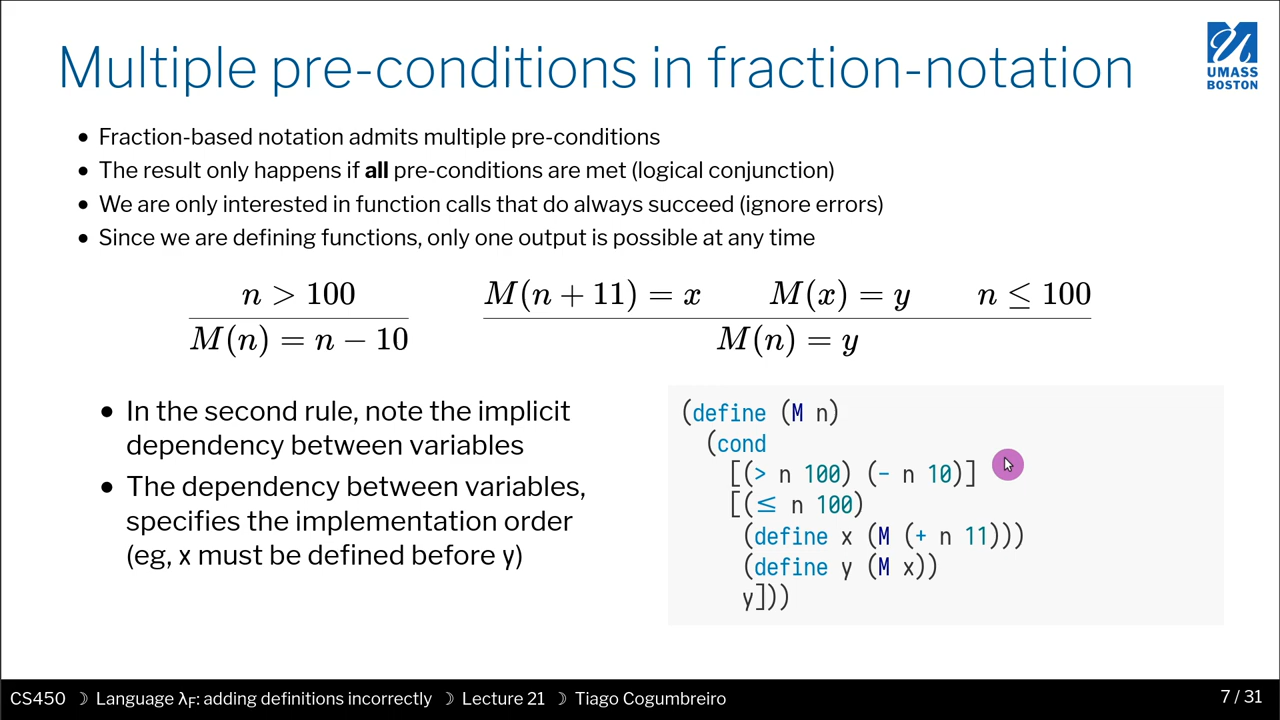 Multiple pre-conditions in fraction-notation
UMASS
BOSTON
• Fraction-based notation admits multiple pre-conditions
• The result only happens if all pre-conditions are met (logical conjunction)
• We are only interested in function calls that do always succeed (ignore errors)
• Since we are defining functions, only one output is possible at any time
n > 100
M(n) = n − 10
M(n + 11) = x M(x) = y n ≤ 100
M(n) = y
• In the second rule, note the implicit
dependency between variables
• The dependency between variables,
specifies the implementation order
(eg, x must be defined before y)
(define (M n)
(cond
[(> n 100) (- n 10)]
[(≤ n 100)
(define x (M (+ n 11)))
(define y (M x))
y]))
CS450 ☽ Language λF: adding definitions incorrectly ☽ Lecture 21 ☽ Tiago Cogumbreiro
7 / 31